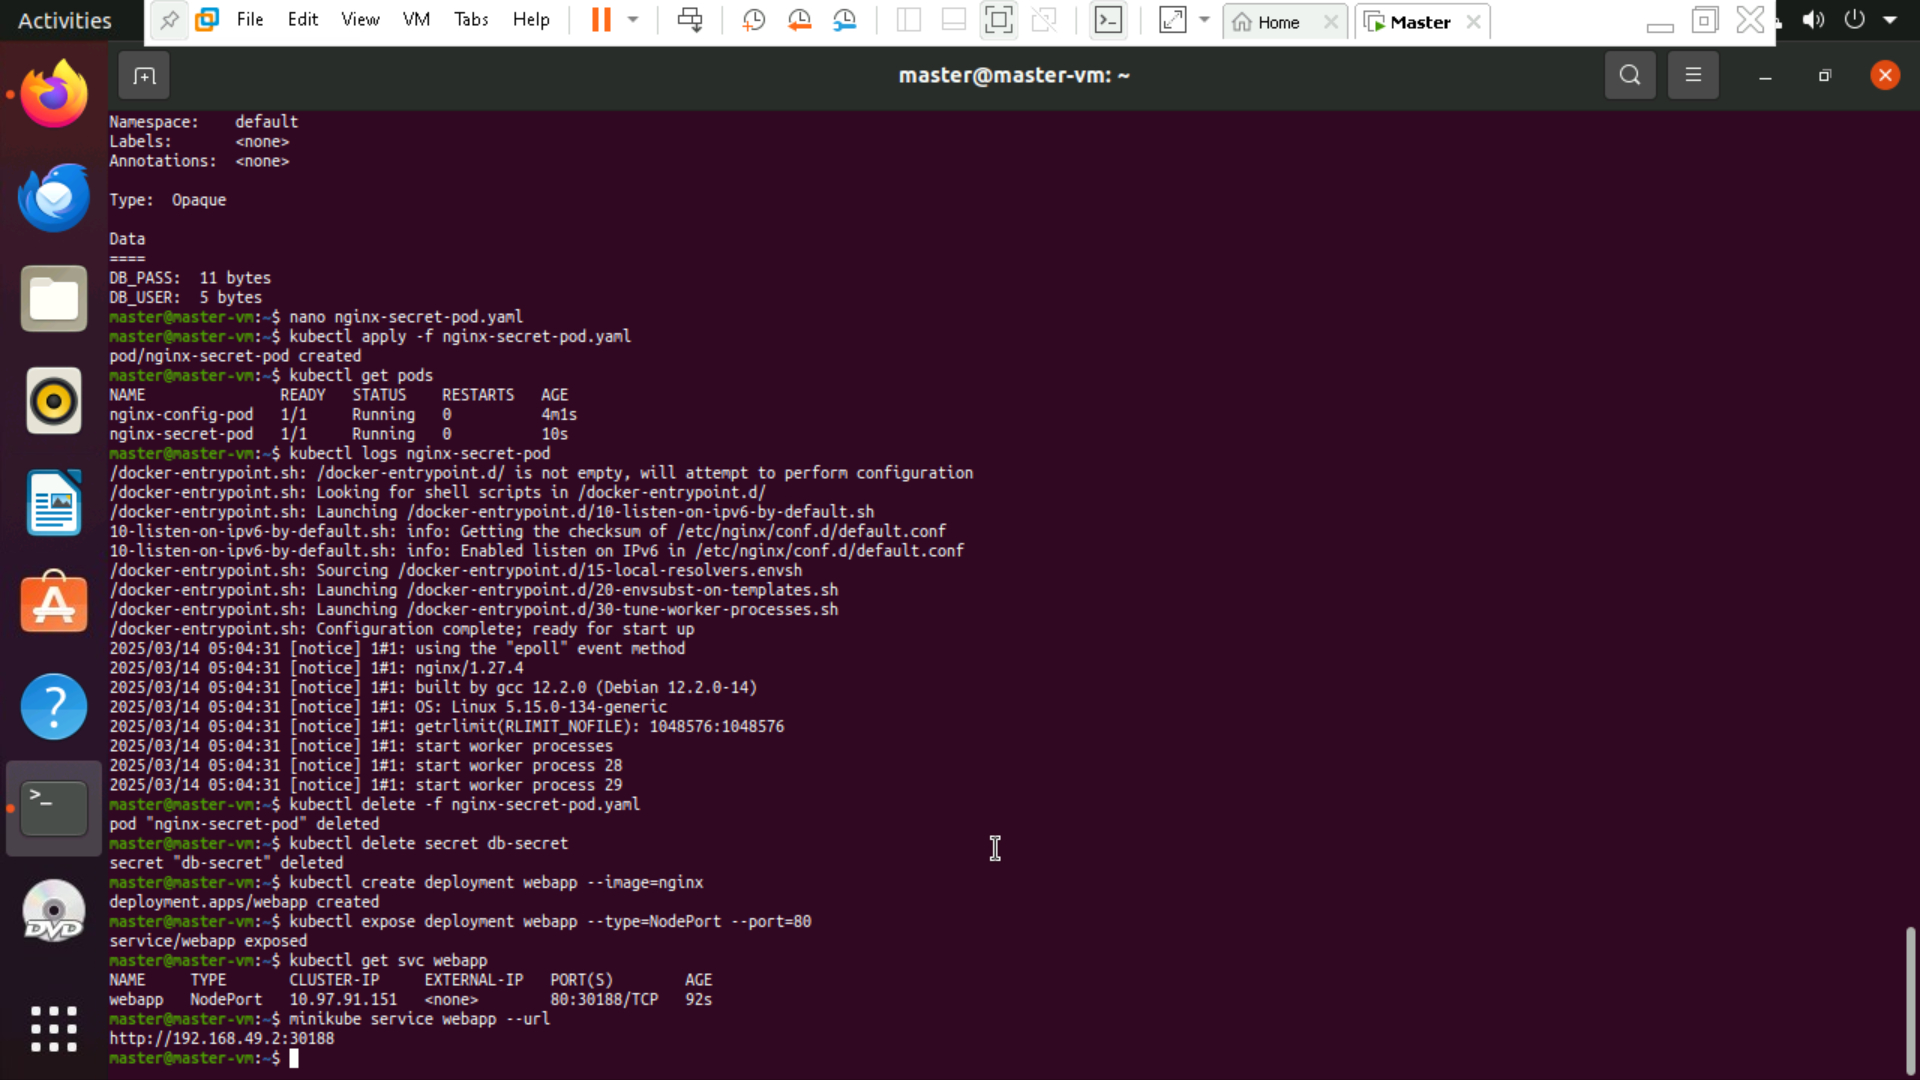 Activities
File Edit View VM Tabs Help
Home
Master
master@master-vm: ~
Namespace:    default
Labels:       <none>
Annotations:  <none>
Type:  Opaque
Data
====
DB_PASS:  11 bytes
DB_USER:  5 bytes
master@master-vm:~$ nano nginx-secret-pod.yaml
master@master-vm:~$ kubectl apply -f nginx-secret-pod.yaml
pod/nginx-secret-pod created
master@master-vm:~$ kubectl get pods
NAME               READY   STATUS    RESTARTS   AGE
nginx-config-pod   1/1     Running   0          4m1s
nginx-secret-pod   1/1     Running   0          10s
master@master-vm:~$ kubectl logs nginx-secret-pod
/docker-entrypoint.sh: /docker-entrypoint.d/ is not empty, will attempt to perform configuration
/docker-entrypoint.sh: Looking for shell scripts in /docker-entrypoint.d/
/docker-entrypoint.sh: Launching /docker-entrypoint.d/10-listen-on-ipv6-by-default.sh
10-listen-on-ipv6-by-default.sh: info: Getting the checksum of /etc/nginx/conf.d/default.conf
10-listen-on-ipv6-by-default.sh: info: Enabled listen on IPv6 in /etc/nginx/conf.d/default.conf
/docker-entrypoint.sh: Sourcing /docker-entrypoint.d/15-local-resolvers.envsh
/docker-entrypoint.sh: Launching /docker-entrypoint.d/20-envsubst-on-templates.sh
/docker-entrypoint.sh: Launching /docker-entrypoint.d/30-tune-worker-processes.sh
/docker-entrypoint.sh: Configuration complete; ready for start up
2025/03/14 05:04:31 [notice] 1#1: using the "epoll" event method
2025/03/14 05:04:31 [notice] 1#1: nginx/1.27.4
2025/03/14 05:04:31 [notice] 1#1: built by gcc 12.2.0 (Debian 12.2.0-14)
2025/03/14 05:04:31 [notice] 1#1: OS: Linux 5.15.0-134-generic
2025/03/14 05:04:31 [notice] 1#1: getrlimit(RLIMIT_NOFILE): 1048576:1048576
2025/03/14 05:04:31 [notice] 1#1: start worker processes
2025/03/14 05:04:31 [notice] 1#1: start worker process 28
2025/03/14 05:04:31 [notice] 1#1: start worker process 29
master@master-vm:~$ kubectl delete -f nginx-secret-pod.yaml
pod "nginx-secret-pod" deleted
master@master-vm:~$ kubectl delete secret db-secret
secret "db-secret" deleted
master@master-vm:~$ kubectl create deployment webapp --image=nginx
deployment.apps/webapp created
master@master-vm:~$ kubectl expose deployment webapp --type=NodePort --port=80
service/webapp exposed
master@master-vm:~$ kubectl get svc webapp
NAME     TYPE       CLUSTER-IP     EXTERNAL-IP   PORT(S)        AGE
webapp   NodePort   10.97.91.151   <none>        80:30188/TCP   92s
master@master-vm:~$ minikube service webapp --url
http://192.168.49.2:30188
master@master-vm:~$
DVD